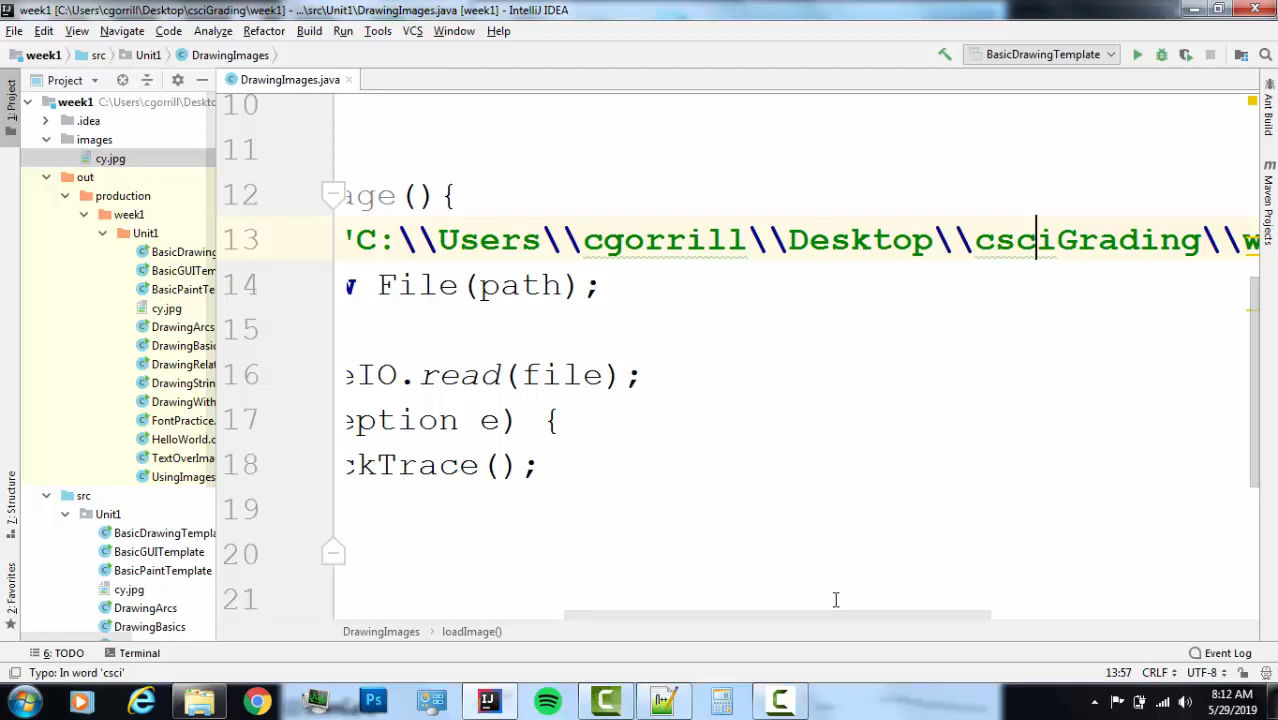 week1 [C:\Users\cgorrill\Desktop\csciGrading\week1] - ...\src\Unit1\DrawingImages.java [week1] - IntelliJ IDEA
File Edit View Navigate Code Analyze Refactor Build Run Tools VCS Window Help
week1 src Unit1 DrawingImages BasicDrawingTemplate
Project DrawingImages.java
1: Project
7: Structure
2: Favorites
Ant Build
Maven Projects
week1 C:\Users\cgorrill\Deskto
.idea
images
cy.jpg
out
production
week1
Unit1
BasicDrawing
BasicGUITem
BasicPaintTe
cy.jpg
DrawingArcs
DrawingBasic
DrawingRelat
DrawingStrin
DrawingWith
FontPractice.
HelloWorld.c
TextOverIma
UsingImages
src
Unit1
BasicDrawingTempla
BasicGUITemplate
BasicPaintTemplate
cy.jpg
DrawingArcs
DrawingBasics
10
11
12 age(){
13 "C:\\Users\\cgorrill\\Desktop\\csciGrading\\w
14 w File(path);
15
16 eIO.read(file);
17 eption e) {
18 ckTrace();
19
20
21
DrawingImages loadImage()
6: TODO Terminal Event Log
Typo: In word 'csci' 13:57 CRLF UTF-8
8:12 AM
5/29/2019